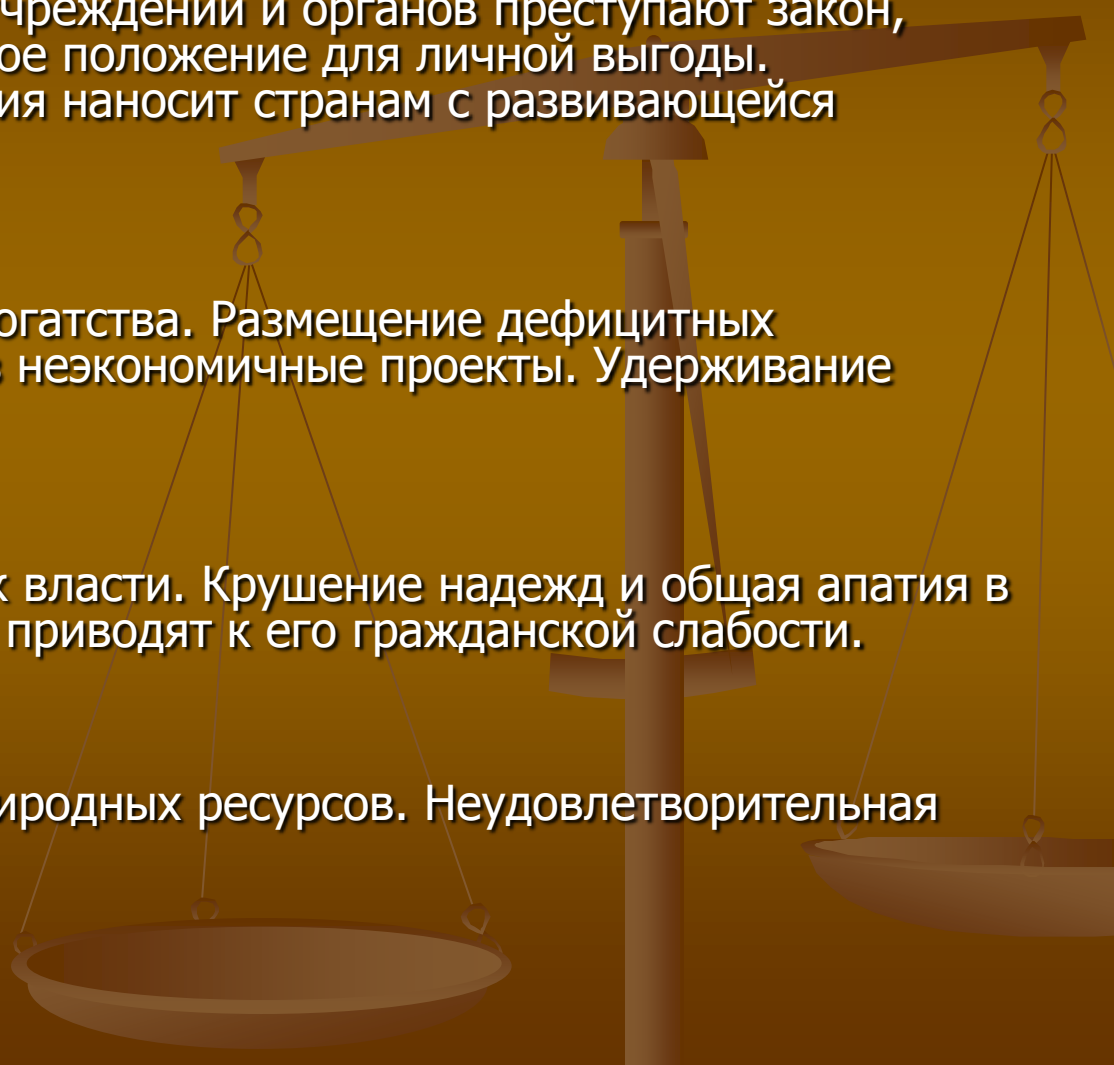 чреждений и органов преступают закон,
ое положение для личной выгоды.
ия наносит странам с развивающейся
огатства. Размещение дефицитных
в неэкономичные проекты. Удерживание
к власти. Крушение надежд и общая апатия в
приводят к его гражданской слабости.
иродных ресурсов. Неудовлетворительная